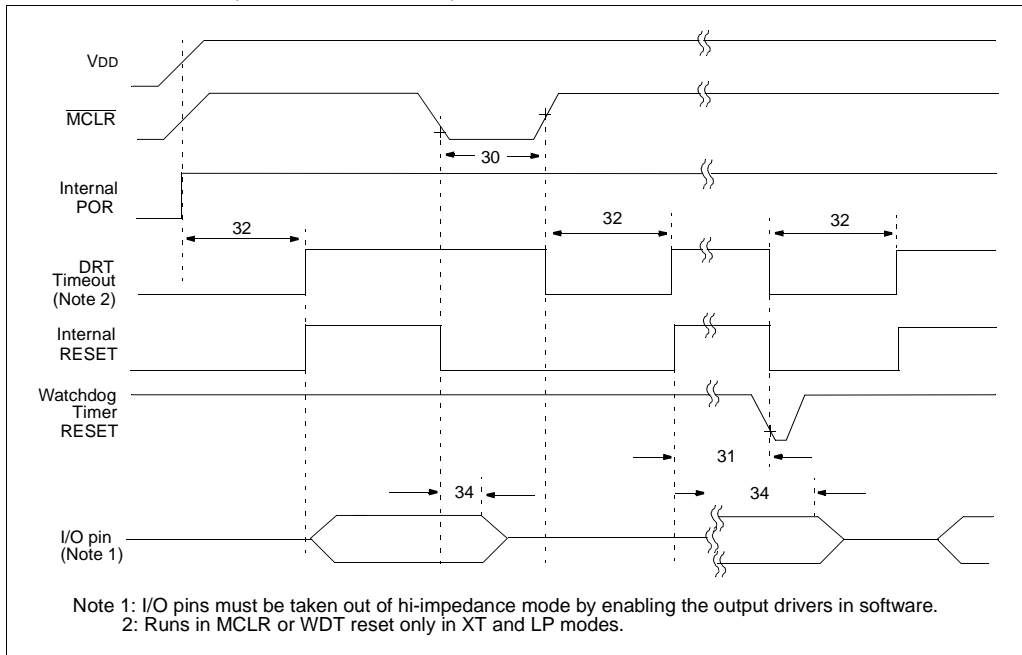 VDD
MCLR
30
Internal
POR
32
32
32
DRT
Timeout
(Note 2)
Internal
RESET
Watchdog
Timer
RESET
31
34
34
I/O pin
(Note 1)
Note 1: I/O pins must be taken out of hi-impedance mode by enabling the output drivers in software.
2: Runs in MCLR or WDT reset only in XT and LP modes.